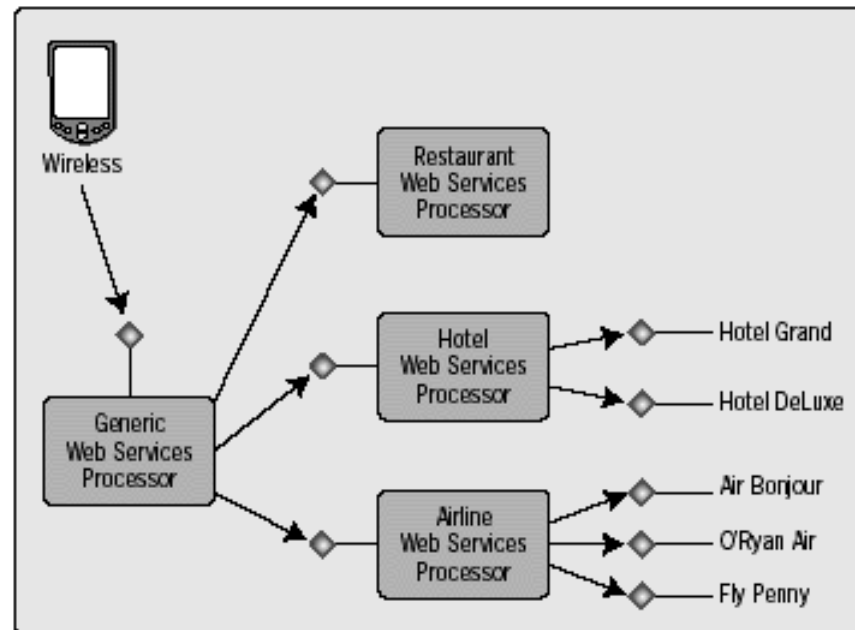 Wireless
Restaurant
Web Services
Processor
Hotel
Web Services
Processor
Hotel Grand
Hotel DeLuxe
Generic
Web Services
Processor
Airline
Web Services
Processor
Air Bonjour
O'Ryan Air
Fly Penny